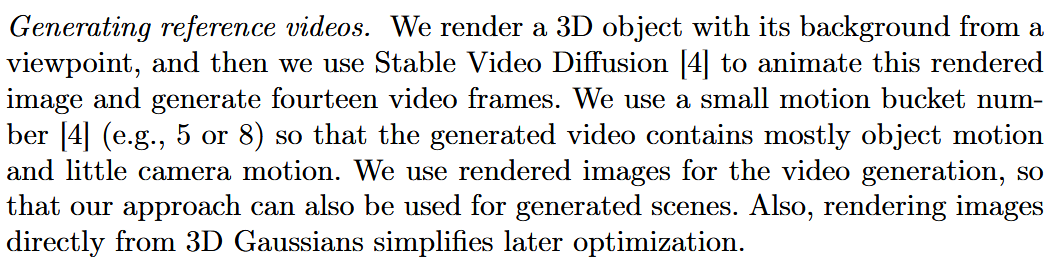 Generating reference videos. We render a 3D object with its background from a
viewpoint, and then we use Stable Video Diffusion [4] to animate this rendered
image and generate fourteen video frames. We use a small motion bucket num-
ber [4] (e.g., 5 or 8) so that the generated video contains mostly object motion
and little camera motion. We use rendered images for the video generation, so
that our approach can also be used for generated scenes. Also, rendering images
directly from 3D Gaussians simplifies later optimization.